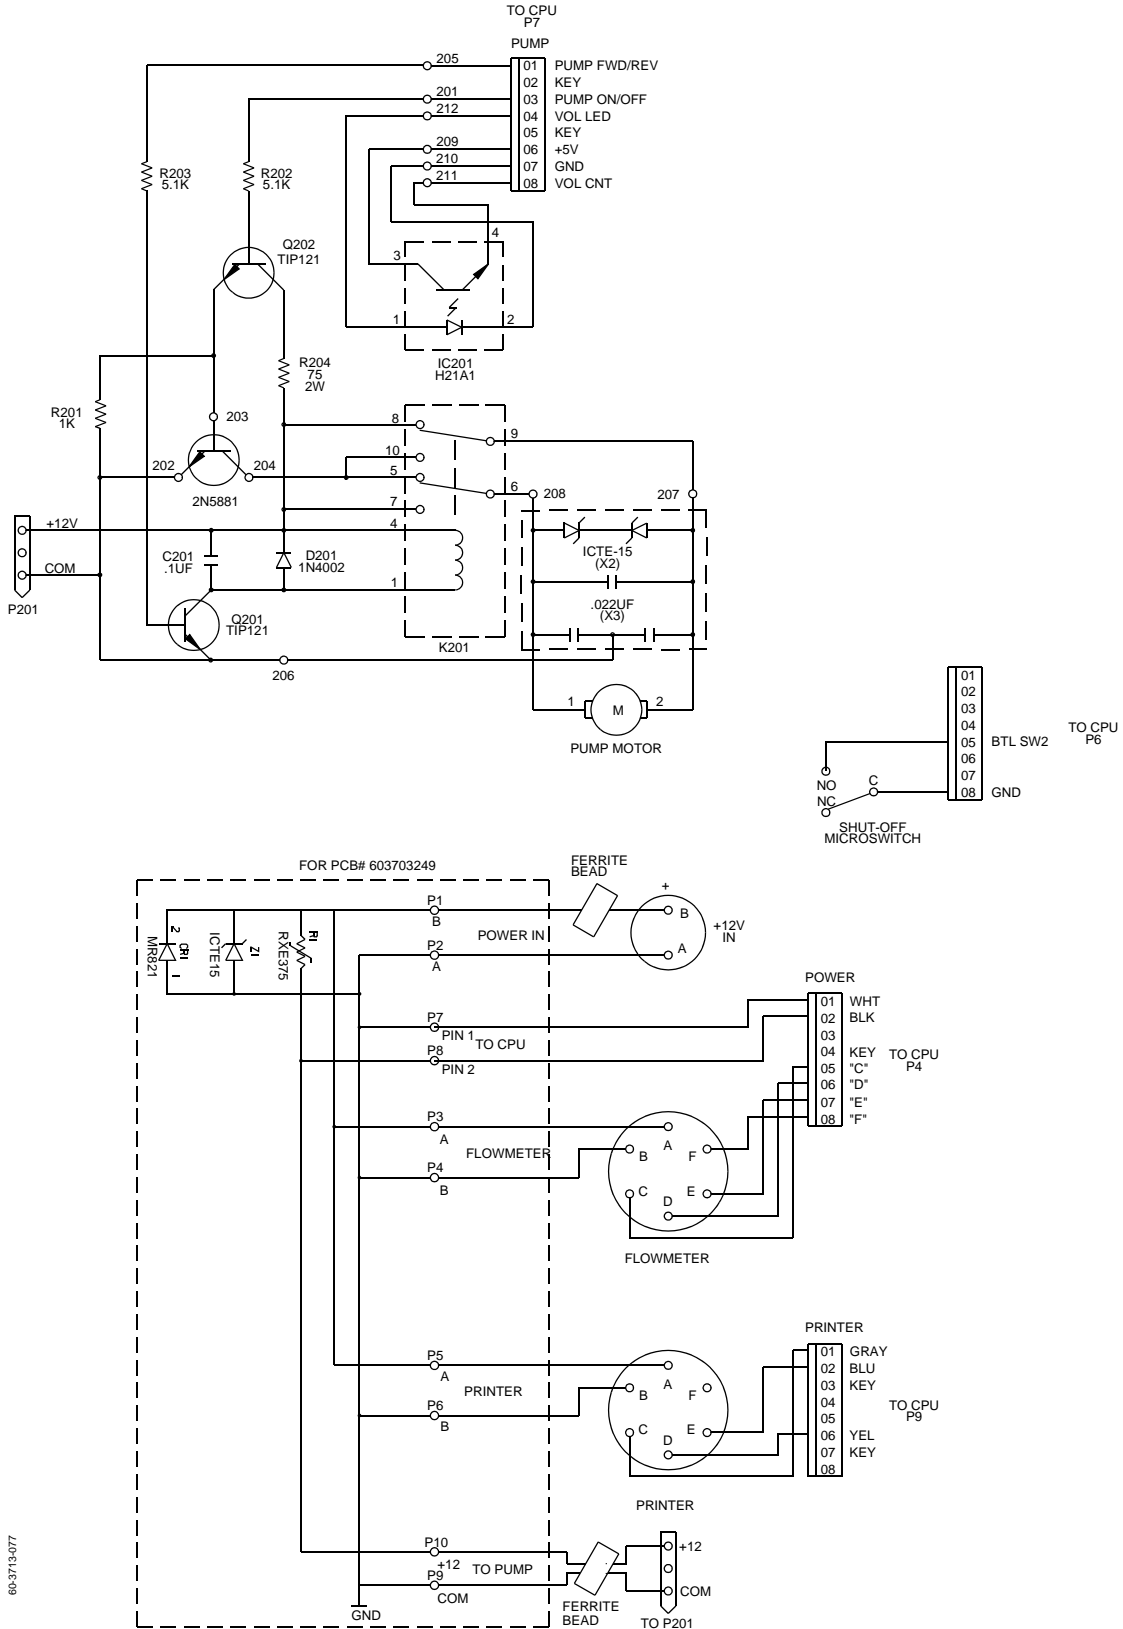 TO CPU
P7
PUMP
205
01 PUMP FWD/REV
02 KEY
201
03 PUMP ON/OFF
212
04 VOL LED
05 KEY
209
06 +5V
210
07 GND
211
08 VOL CNT
R203
5.1K
R202
5.1K
Q202
TIP121
4
3
1
2
IC201
H21A1
R204
75
2W
R201
1K
203
8
9
202
204
10
5
6
208
207
2N5881
7
+12V
4
C201
.1UF
D201
1N4002
ICTE-15
(X2)
COM
1
P201
.022UF
(X3)
Q201
TIP121
K201
206
1
M
2
PUMP MOTOR
01
02
03
04
05 BTL SW2
06
07
08 GND
TO CPU
P6
NO
C
NC
SHUT-OFF
MICROSWITCH
FOR PCB# 603703249
FERRITE
BEAD
+
P1
B
B
POWER IN
+12V
IN
P2
A
A
2
CR1
1
MR821
Z1
ICTE15
R1
RXE375
POWER
P7
PIN 1
TO CPU
P8
PIN 2
01 WHT
02 BLK
03
04 KEY
05 "C"
06 "D"
07 "E"
08 "F"
TO CPU
P4
P3
A
FLOWMETER
P4
B
A
B
F
C
E
D
FLOWMETER
PRINTER
01 GRAY
02 BLU
03 KEY
04
05
06 YEL
07 KEY
08
TO CPU
P9
P5
A
PRINTER
P6
B
A
B
F
C
E
D
PRINTER
P10
+12
TO PUMP
P9
COM
+12
COM
GND
FERRITE
BEAD
TO P201
60-3713-077